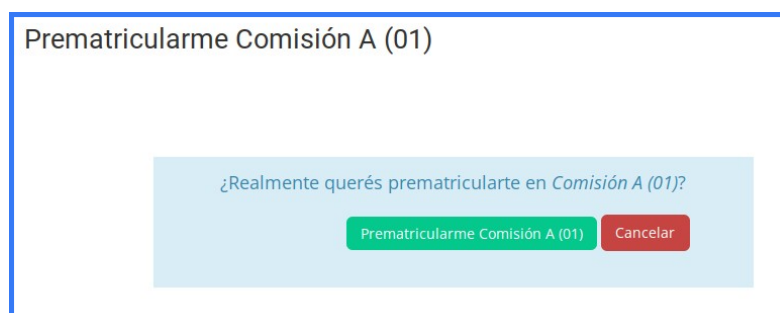 Prematricularme Comisión A (01)
¿Realmente querés prematricularte en Comisión A (01)?
Prematricularme Comisión A (01) Cancelar